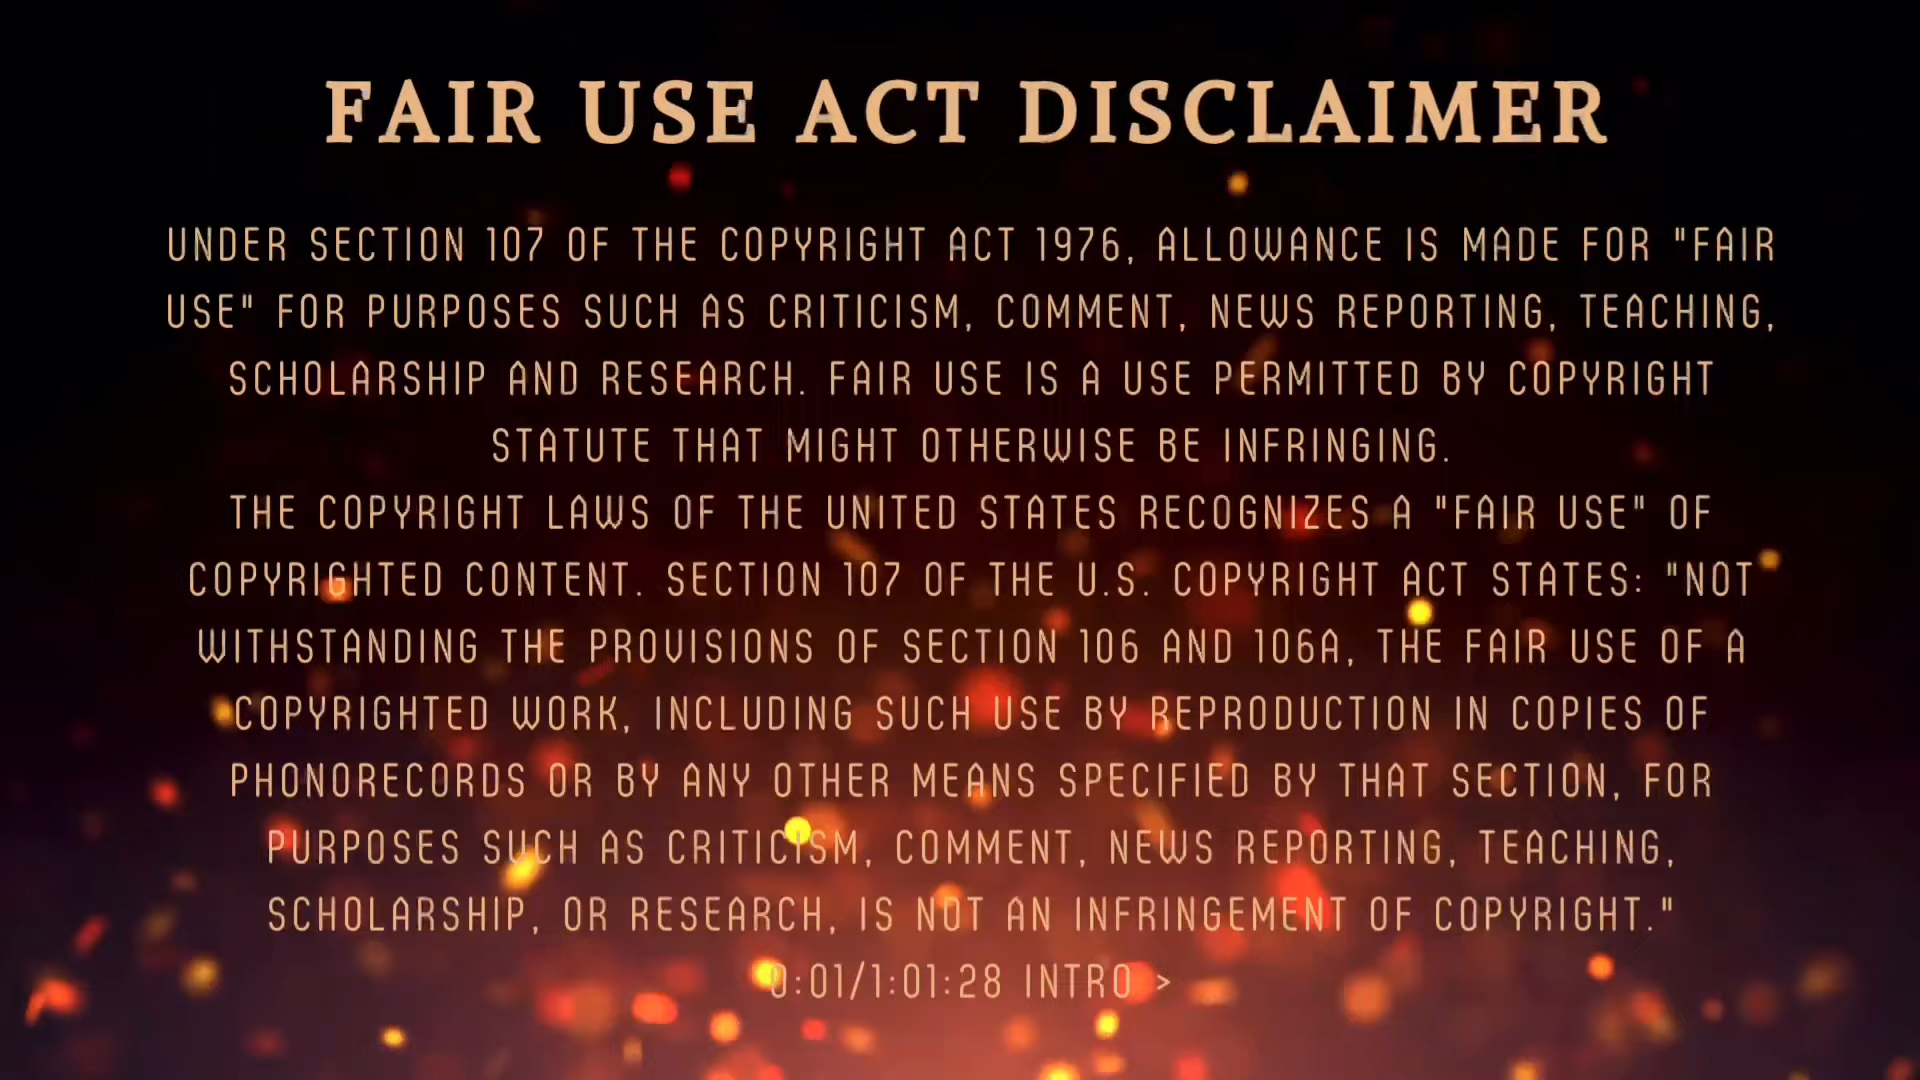 FAIR USE ACT DISCLAIMER
UNDER SECTION 107 OF THE COPYRIGHT ACT 1976, ALLOWANCE IS MADE FOR "FAIR
USE" FOR PURPOSES SUCH AS CRITICISM, COMMENT, NEWS REPORTING, TEACHING,
SCHOLARSHIP AND RESEARCH. FAIR USE IS A USE PERMITTED BY COPYRIGHT
STATUTE THAT MIGHT OTHERWISE BE INFRINGING.
THE COPYRIGHT LAWS OF THE UNITED STATES RECOGNIZES A "FAIR USE" OF
COPYRIGHTED CONTENT. SECTION 107 OF THE U.S. COPYRIGHT ACT STATES: "NOT
WITHSTANDING THE PROVISIONS OF SECTION 106 AND 106A, THE FAIR USE OF A
COPYRIGHTED WORK, INCLUDING SUCH USE BY REPRODUCTION IN COPIES OF
PHONORECORDS OR BY ANY OTHER MEANS SPECIFIED BY THAT SECTION, FOR
PURPOSES SUCH AS CRITICISM, COMMENT, NEWS REPORTING, TEACHING,
SCHOLARSHIP, OR RESEARCH, IS NOT AN INFRINGEMENT OF COPYRIGHT."
0:01/1:01:28 INTRO >